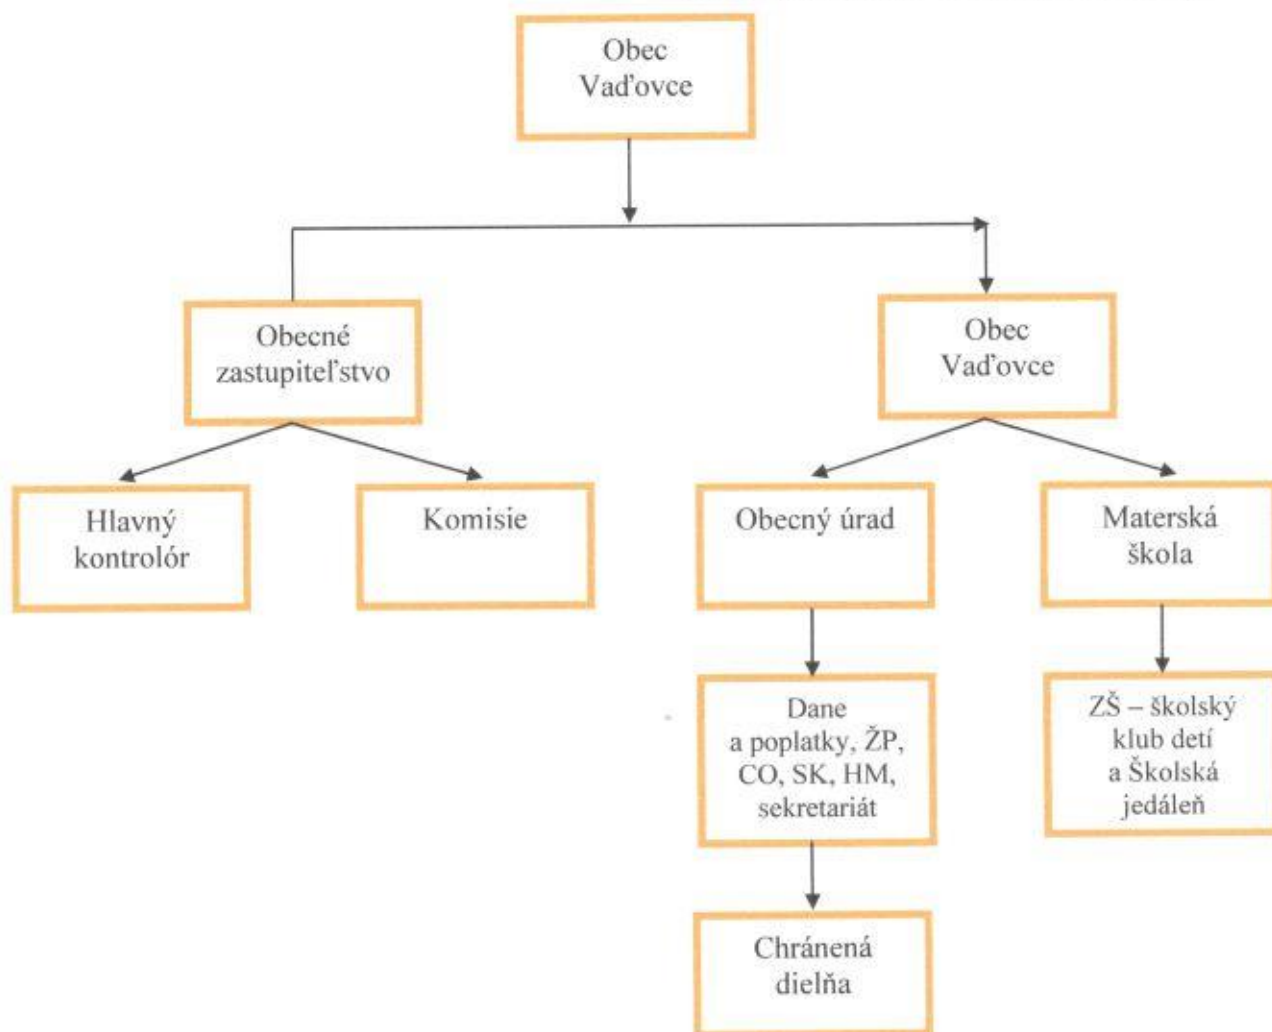 Obec
Vaďovce
Obecné
zastupiteľstvo
Obec
Vaďovce
Hlavný
kontrolór
Komisie
Obecný úrad
Materská
škola
Dane
a poplatky, ŽP,
CO, SK, HM,
sekretariát
ZŠ – školský
klub detí
a Školská
jedáleň
Chránená
dielňa